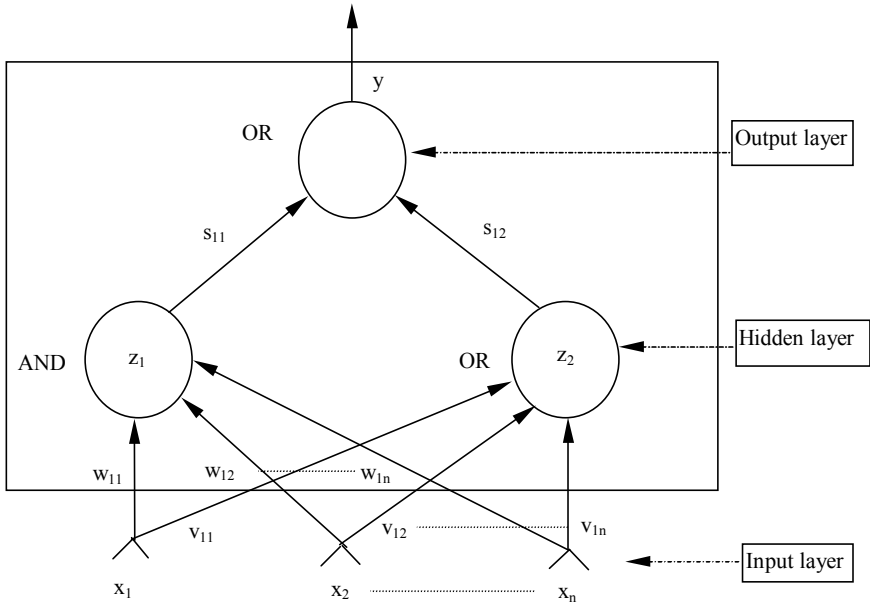 y
OR
Output layer
s₁₁
s₁₂
AND
z₁
OR
z₂
Hidden layer
w₁₁
w₁₂
w₁ₙ
v₁₁
v₁₂
v₁ₙ
Input layer
x₁
x₂
xₙ